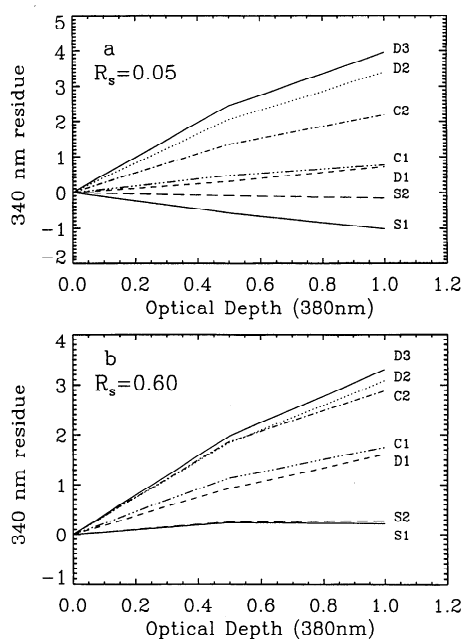 a
R_s=0.05
340 nm residue
5
4
3
2
1
0
-1
-2
D3
D2
C2
C1
D1
S2
S1
0.0 0.2 0.4 0.6 0.8 1.0 1.2
Optical Depth (380nm)
b
R_s=0.60
340 nm residue
4
3
2
1
0
-1
D3
D2
C2
C1
D1
S2
S1
0.0 0.2 0.4 0.6 0.8 1.0 1.2
Optical Depth (380nm)